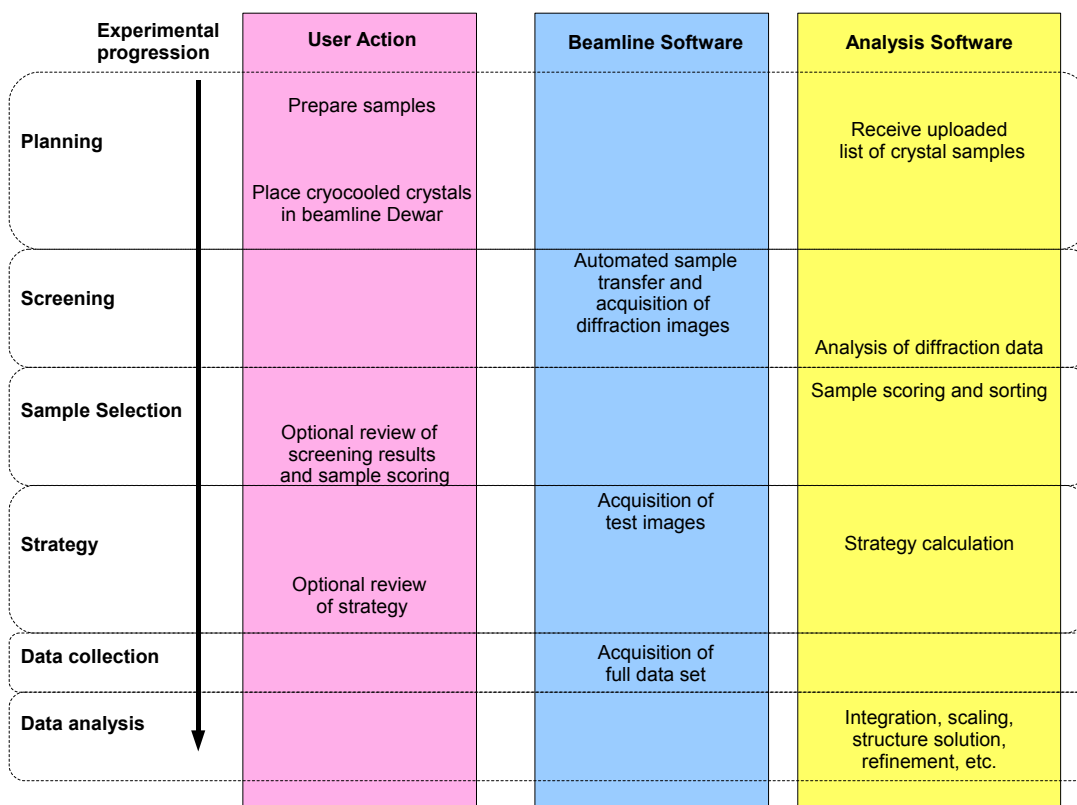 Experimental
progression
User Action
Beamline Software
Analysis Software
Planning
Prepare samples
Receive uploaded
list of crystal samples
Place cryocooled crystals
in beamline Dewar
Screening
Automated sample
transfer and
acquisition of
diffraction images
Analysis of diffraction data
Sample Selection
Sample scoring and sorting
Optional review of
screening results
and sample scoring
Strategy
Acquisition of
test images
Strategy calculation
Optional review
of strategy
Data collection
Acquisition of
full data set
Data analysis
Integration, scaling,
structure solution,
refinement, etc.